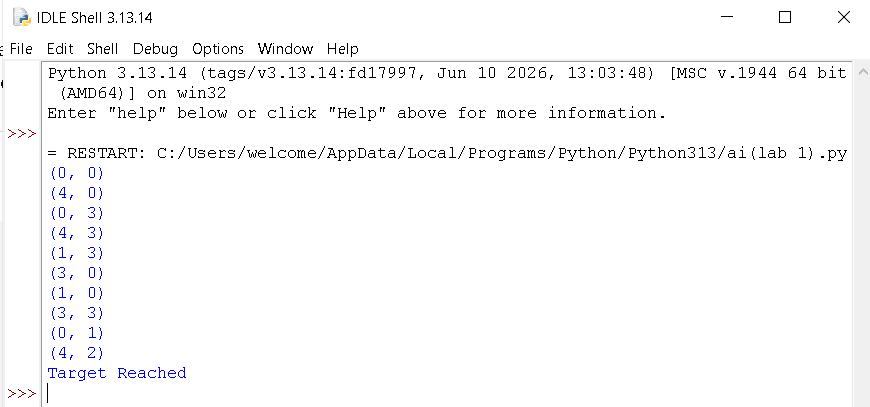 IDLE Shell 3.13.14
File Edit Shell Debug Options Window Help
Python 3.13.14 (tags/v3.13.14:fd17997, Jun 10 2026, 13:03:48) [MSC v.1944 64 bit
(AMD64)] on win32
Enter "help" below or click "Help" above for more information.
>>>
= RESTART: C:/Users/welcome/AppData/Local/Programs/Python/Python313/ai(lab 1).py
(0, 0)
(4, 0)
(0, 3)
(4, 3)
(1, 3)
(3, 0)
(1, 0)
(3, 3)
(0, 1)
(4, 2)
Target Reached
>>>